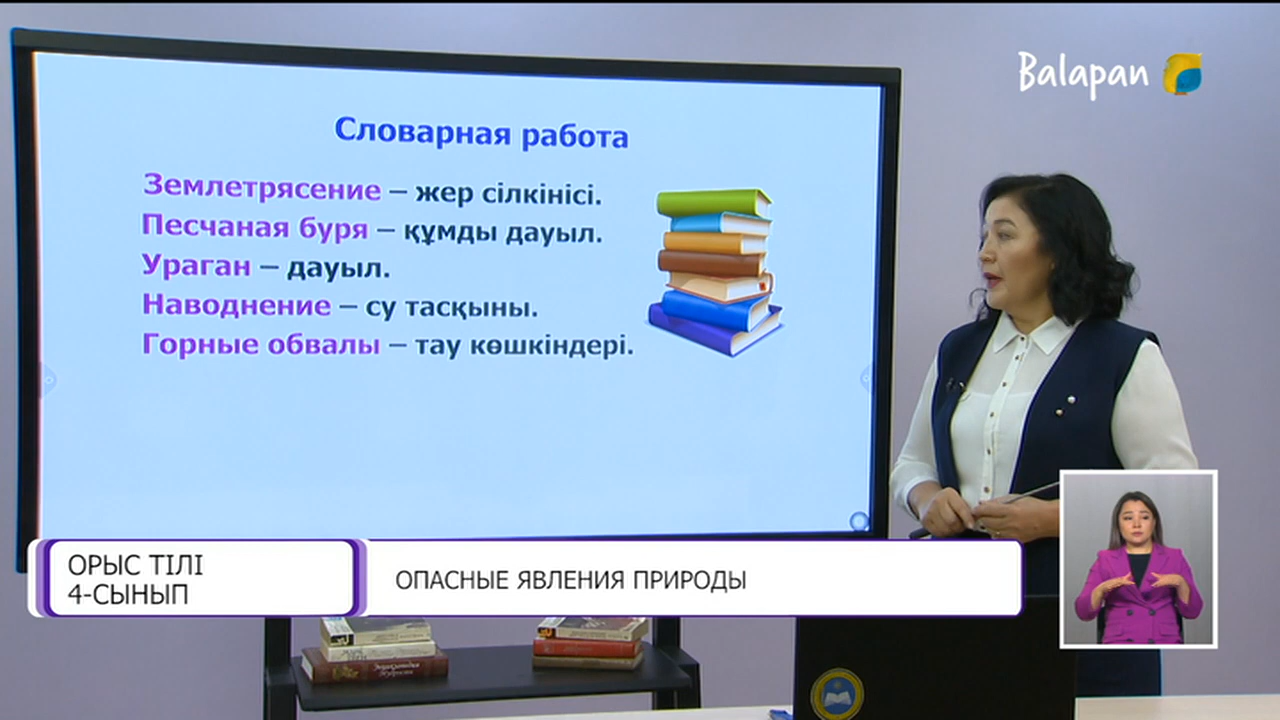 Balapan
Словарная работа
Землетрясение – жер сілкінісі.
Песчаная буря – құмды дауыл.
Ураган – дауыл.
Наводнение – су тасқыны.
Горные обвалы – тау көшкіндері.
ОРЫС ТІЛІ
4-СЫНЫП
ОПАСНЫЕ ЯВЛЕНИЯ ПРИРОДЫ
Энциклопедия